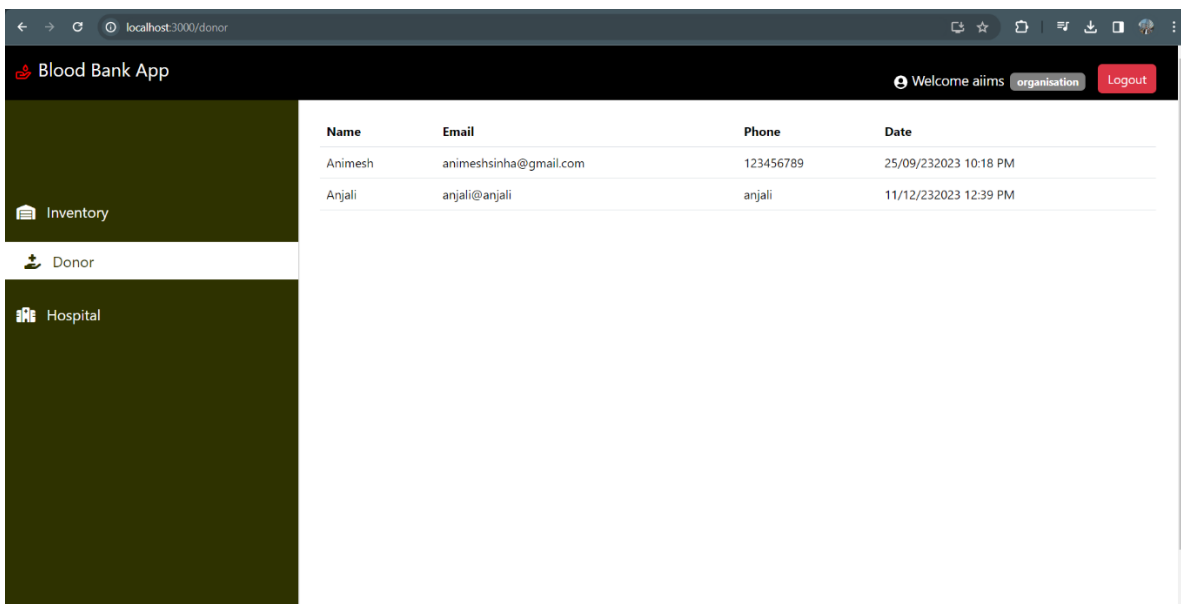 localhost:3000/donor
Blood Bank App
Welcome aiims organisation Logout
Name Email Phone Date
Animesh animeshsinha@gmail.com 123456789 25/09/232023 10:18 PM
Anjali anjali@anjali anjali 11/12/232023 12:39 PM
Inventory
Donor
Hospital